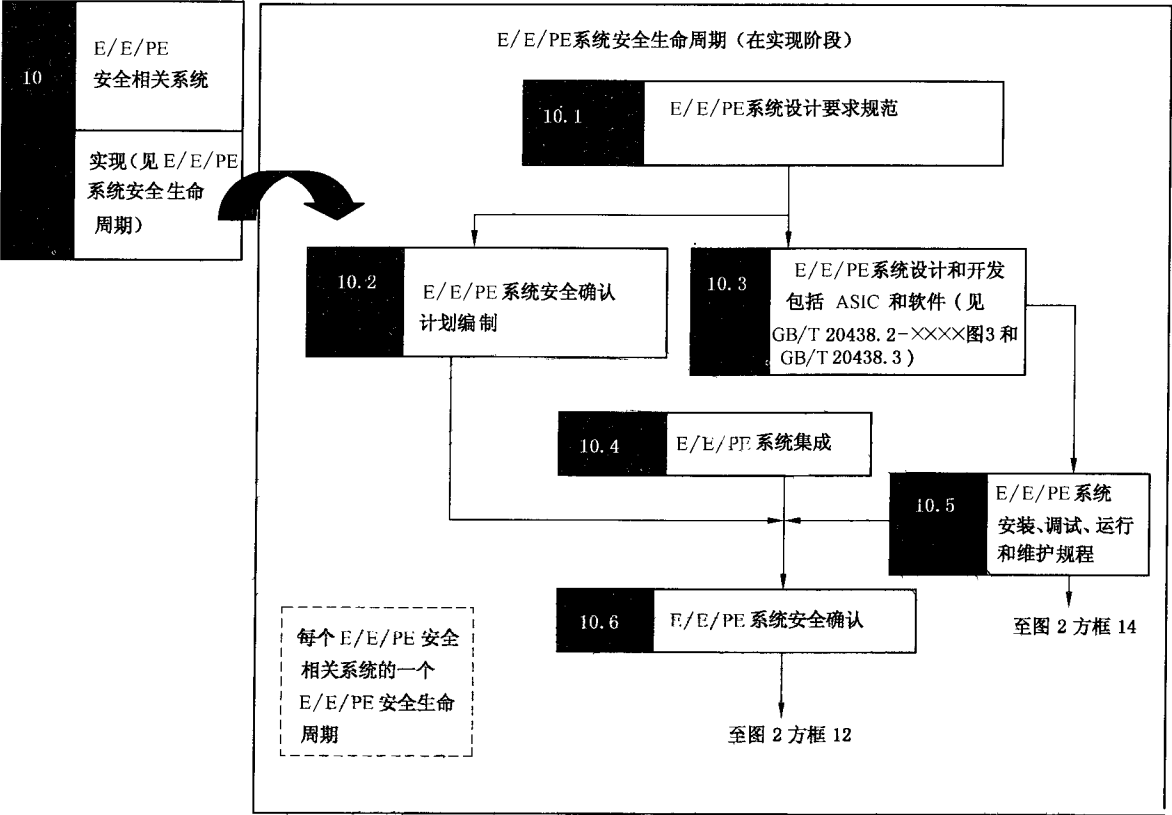 10
E/E/PE
安全相关系统
实现(见E/E/PE
系统安全生命
周期)
E/E/PE系统安全生命周期(在实现阶段)
10.1
E/E/PE系统设计要求规范
10.2
E/E/PE系统安全确认
计划编制
10.3
E/E/PE系统设计和开发
包括 ASIC 和软件(见
GB/T 20438.2-××××图3和
GB/T 20438.3)
10.4
E/E/PE系统集成
10.5
E/E/PE系统
安装、调试、运行
和维护规程
10.6
E/E/PE系统安全确认
至图 2 方框 14
至图 2 方框 12
每个 E/E/PE 安全
相关系统的一个
E/E/PE 安全生命
周期